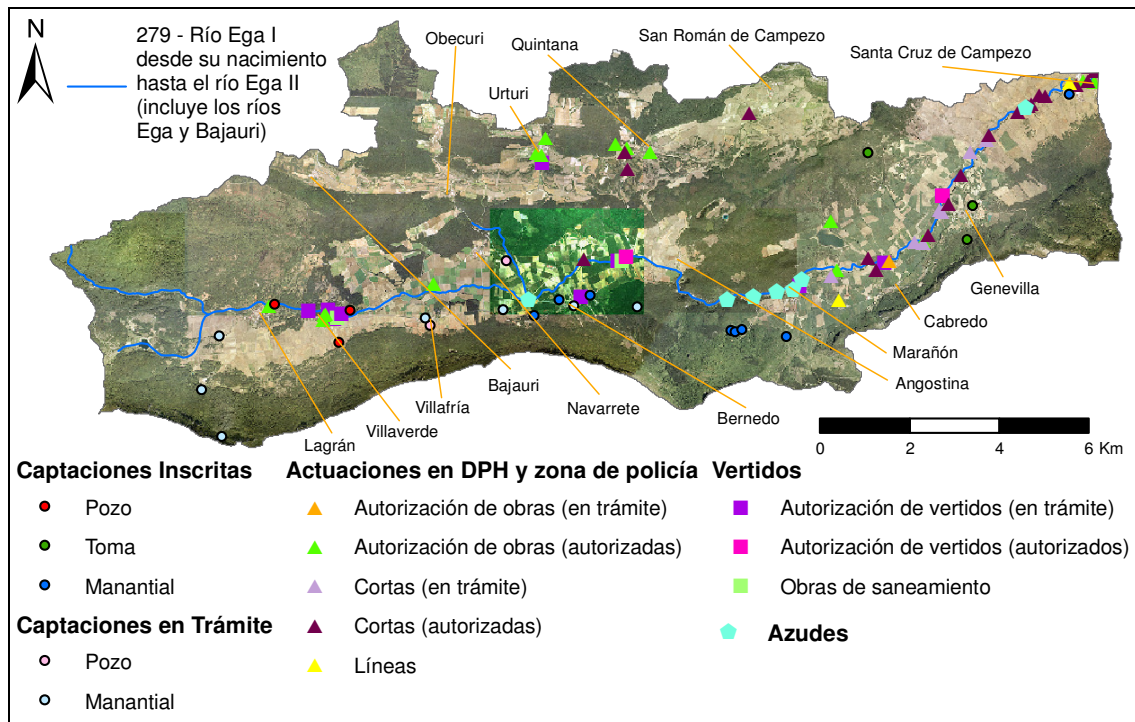 N
279 - Río Ega I
desde su nacimiento
hasta el río Ega II
(incluye los ríos
Ega y Bajauri)
Obecuri
Quintana
San Román de Campezo
Santa Cruz de Campezo
Urturi
Genevilla
Cabredo
Marañón
Angostina
Bernedo
Navarrete
Bajauri
Villafría
Villaverde
Lagrán
0 2 4 6 Km
Captaciones Inscritas
Pozo
Toma
Manantial
Captaciones en Trámite
Pozo
Manantial
Actuaciones en DPH y zona de policía
Autorización de obras (en trámite)
Autorización de obras (autorizadas)
Cortas (en trámite)
Cortas (autorizadas)
Líneas
Vertidos
Autorización de vertidos (en trámite)
Autorización de vertidos (autorizados)
Obras de saneamiento
Azudes